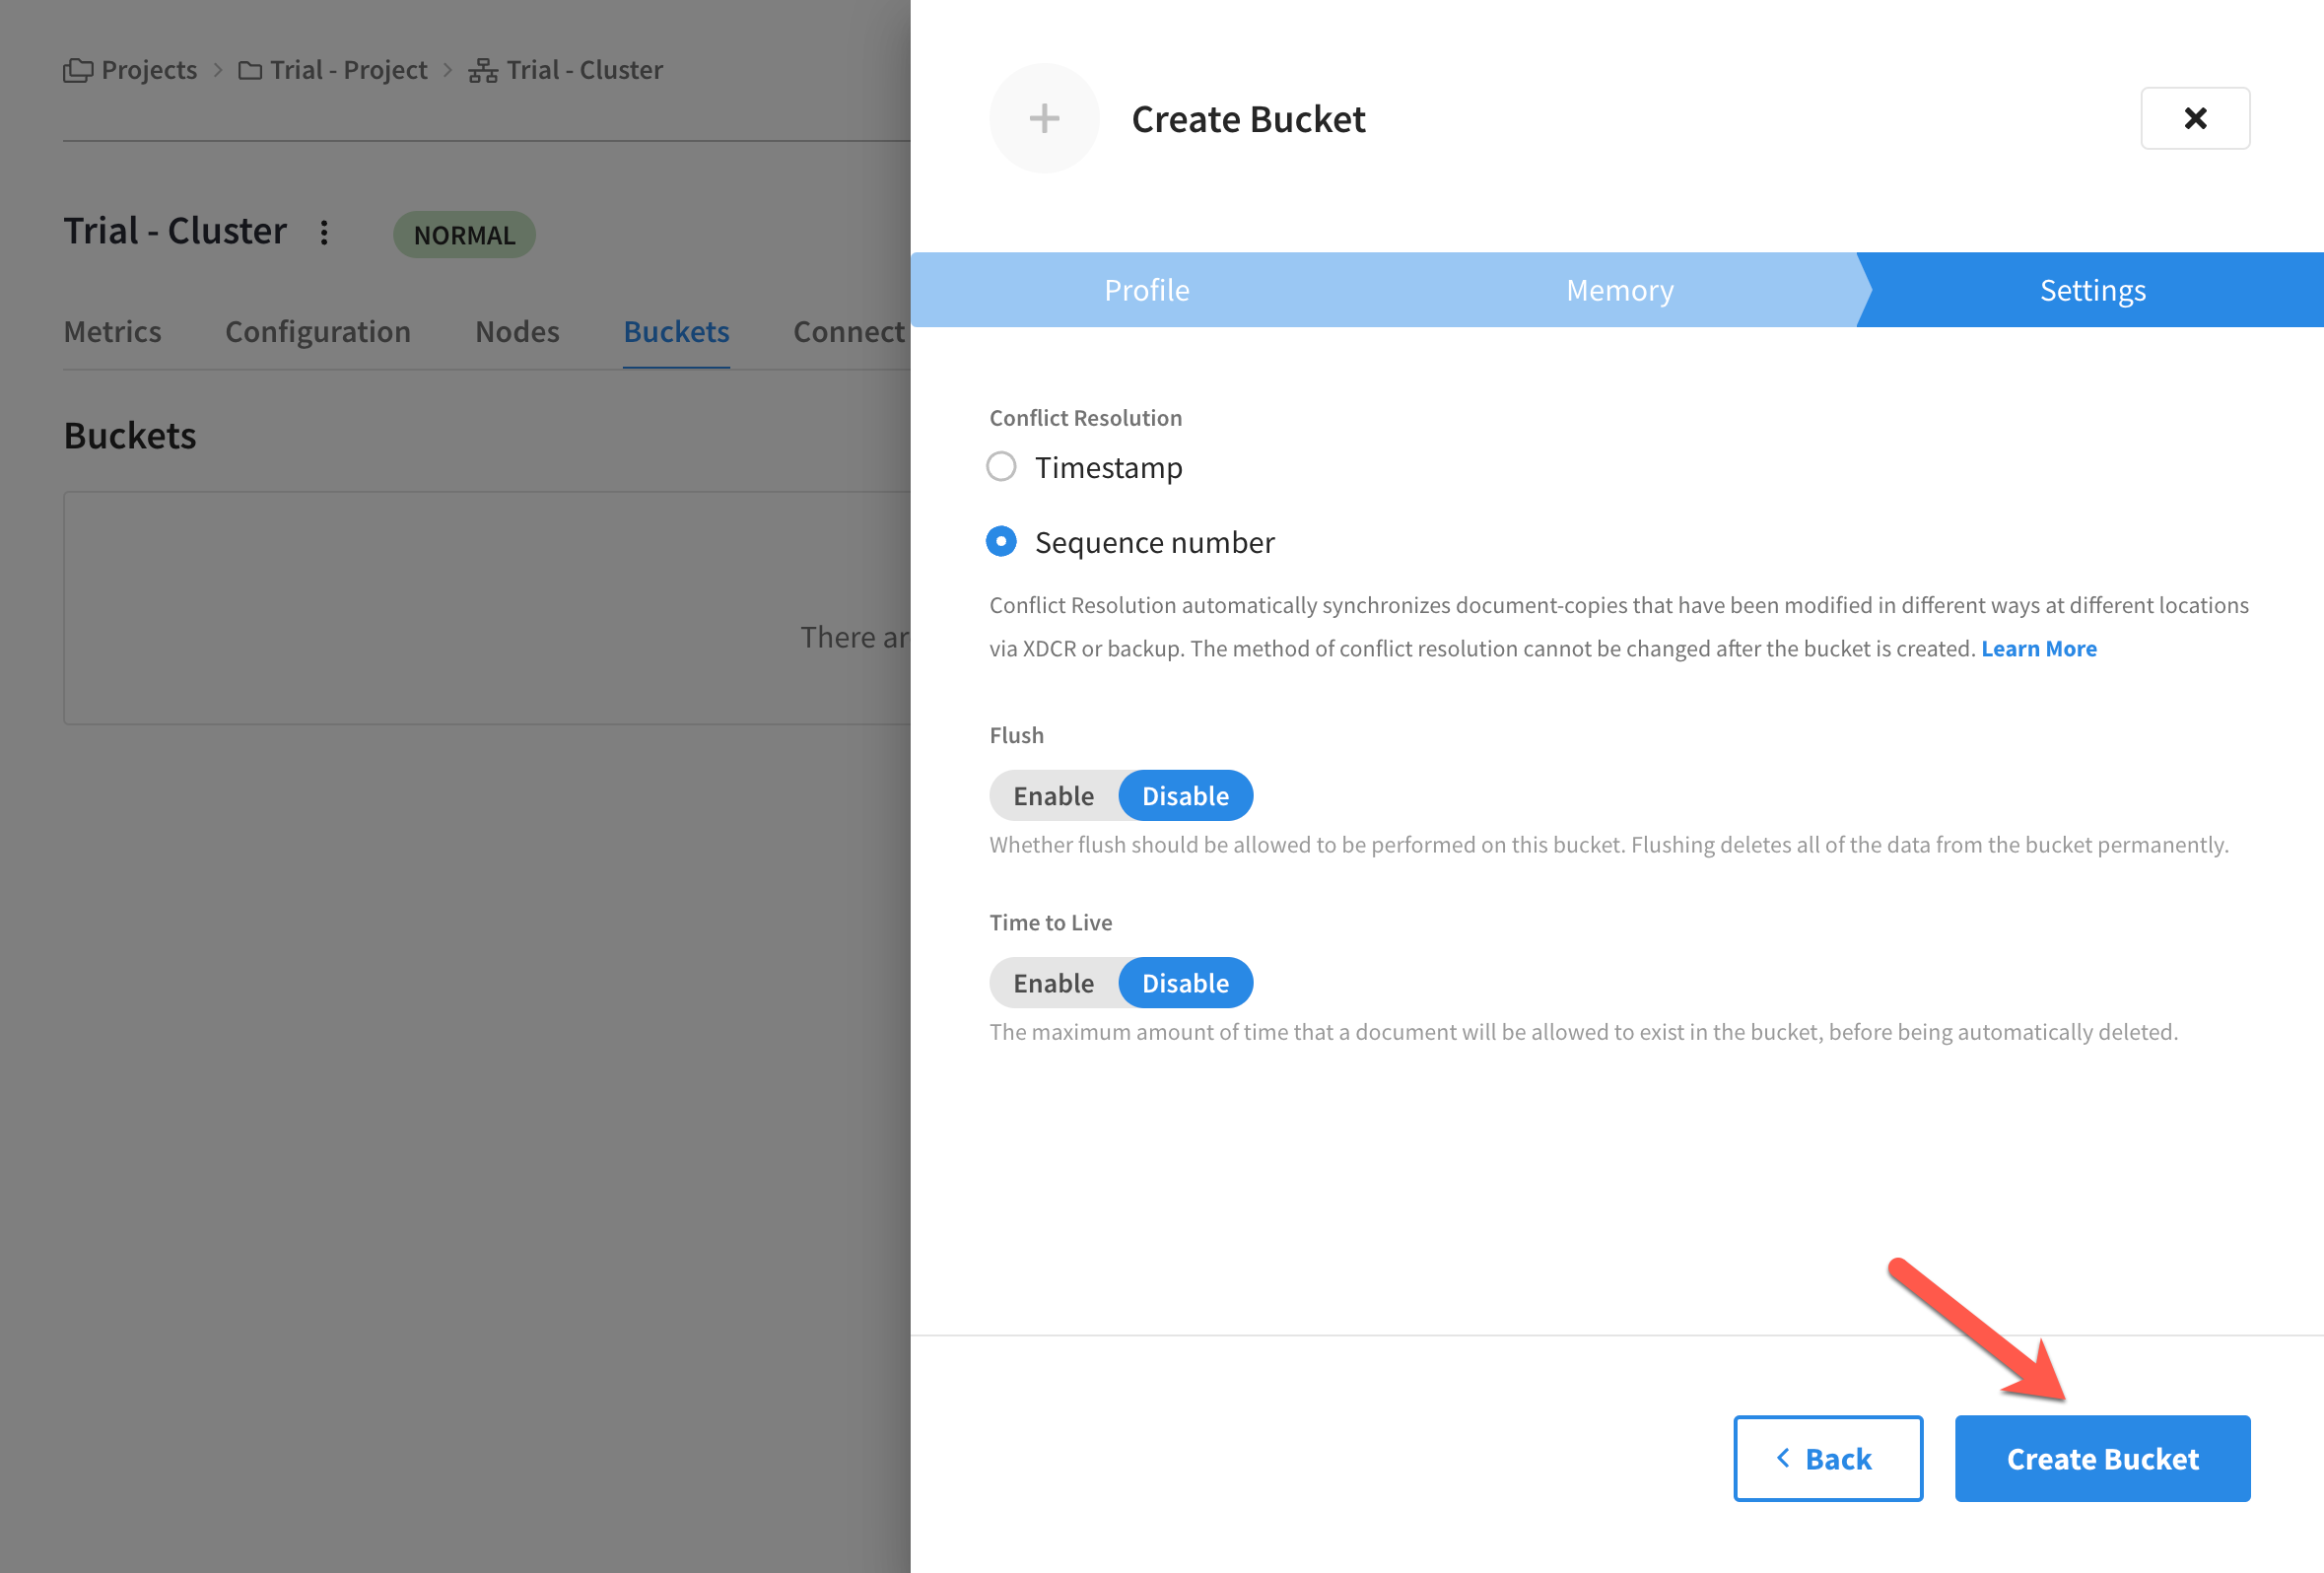 Projects > Trial - Project > Trial - Cluster
Trial - Cluster
NORMAL
Metrics Configuration Nodes Buckets Connect
Buckets
There
Create Bucket
Profile Memory Settings
Conflict Resolution
Timestamp
Sequence number
Conflict Resolution automatically synchronizes document-copies that have been modified in different ways at different locations
via XDCR or backup. The method of conflict resolution cannot be changed after the bucket is created. Learn More
Flush
Enable Disable
Whether flush should be allowed to be performed on this bucket. Flushing deletes all of the data from the bucket permanently.
Time to Live
Enable Disable
The maximum amount of time that a document will be allowed to exist in the bucket, before being automatically deleted.
Back Create Bucket